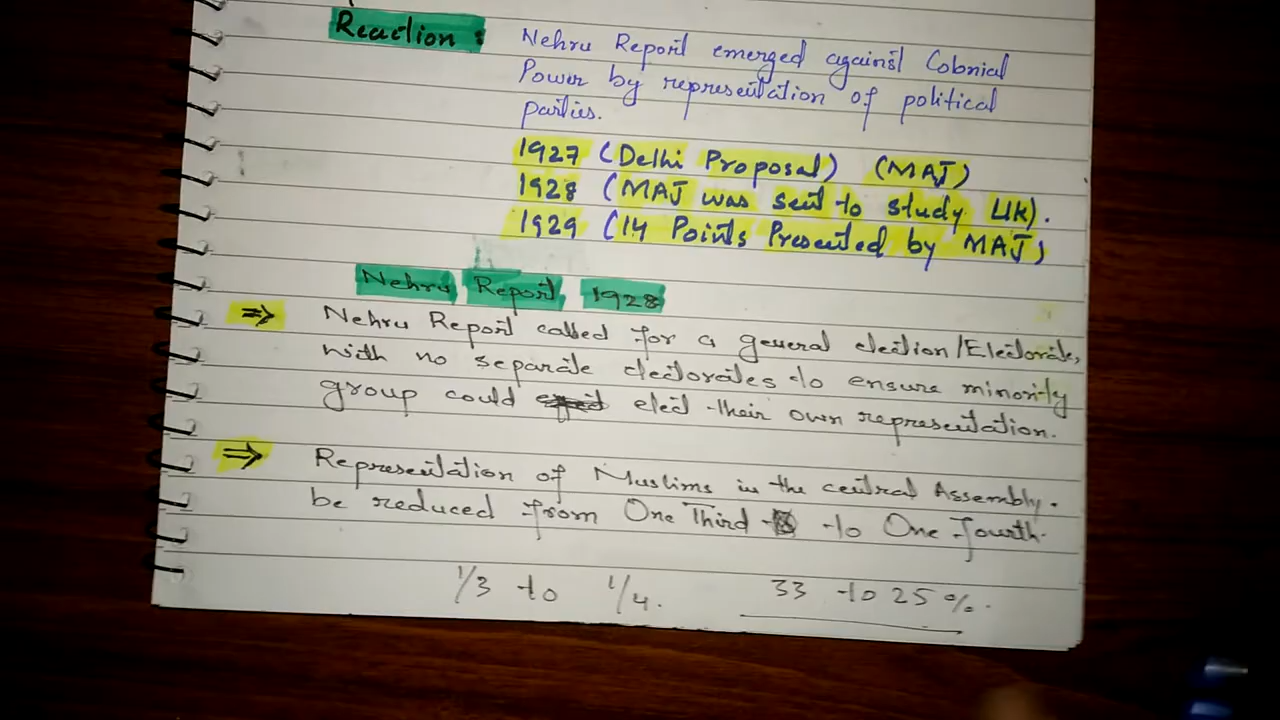 Reaction :
Nehru Report emerged against Colonial
Power by representation of political
parties.
1927 (Delhi Proposal) (MAJ)
1928 (MAJ was sent to study UK).
1929 (14 Points Presented by MAJ)
Nehru Report 1928
⇒ Nehru Report called for a general election/Electorate,
with no separate electorates to ensure minority
group could elect their own representation.
⇒ Representation of Muslims in the central Assembly.
be reduced from One Third to One fourth.
1/3 to 1/4. 33 to 25%.